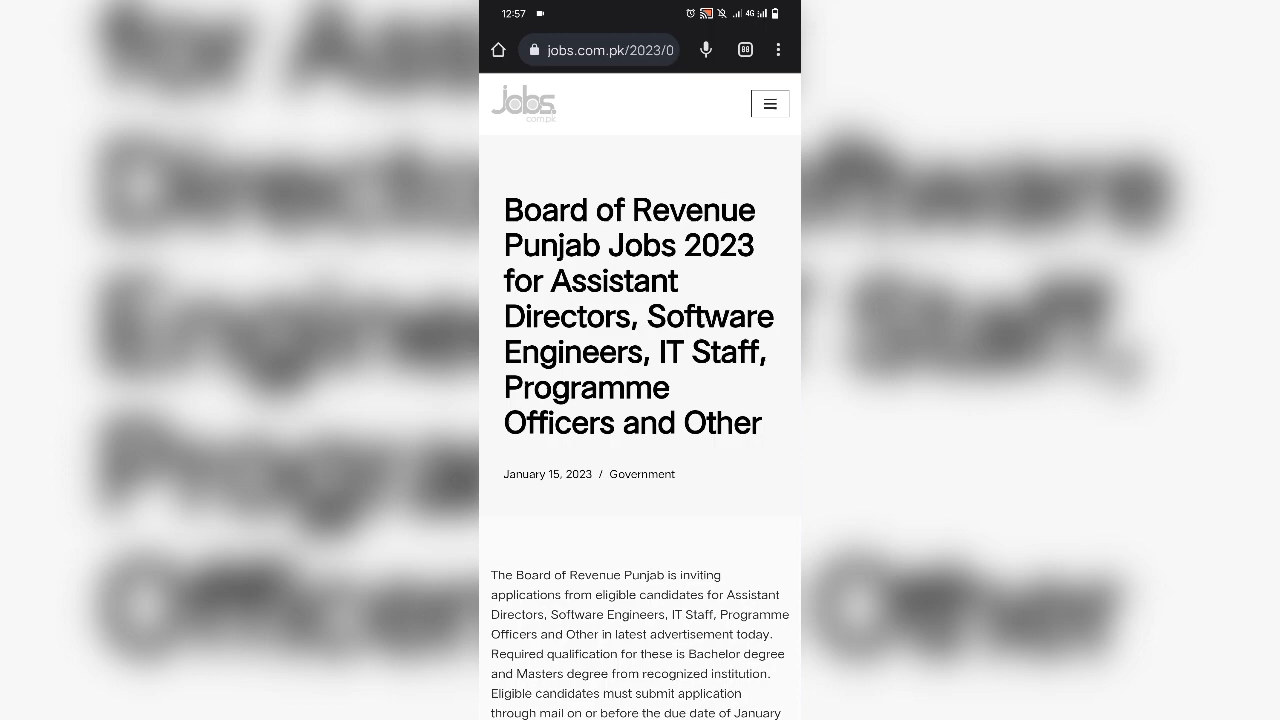 12:57
4G
jobs.com.pk/2023/0
88
Jobs.
com.pk
Board of Revenue
Punjab Jobs 2023
for Assistant
Directors, Software
Engineers, IT Staff,
Programme
Officers and Other
January 15, 2023 / Government
The Board of Revenue Punjab is inviting
applications from eligible candidates for Assistant
Directors, Software Engineers, IT Staff, Programme
Officers and Other in latest advertisement today.
Required qualification for these is Bachelor degree
and Masters degree from recognized institution.
Eligible candidates must submit application
through mail on or before the due date of January